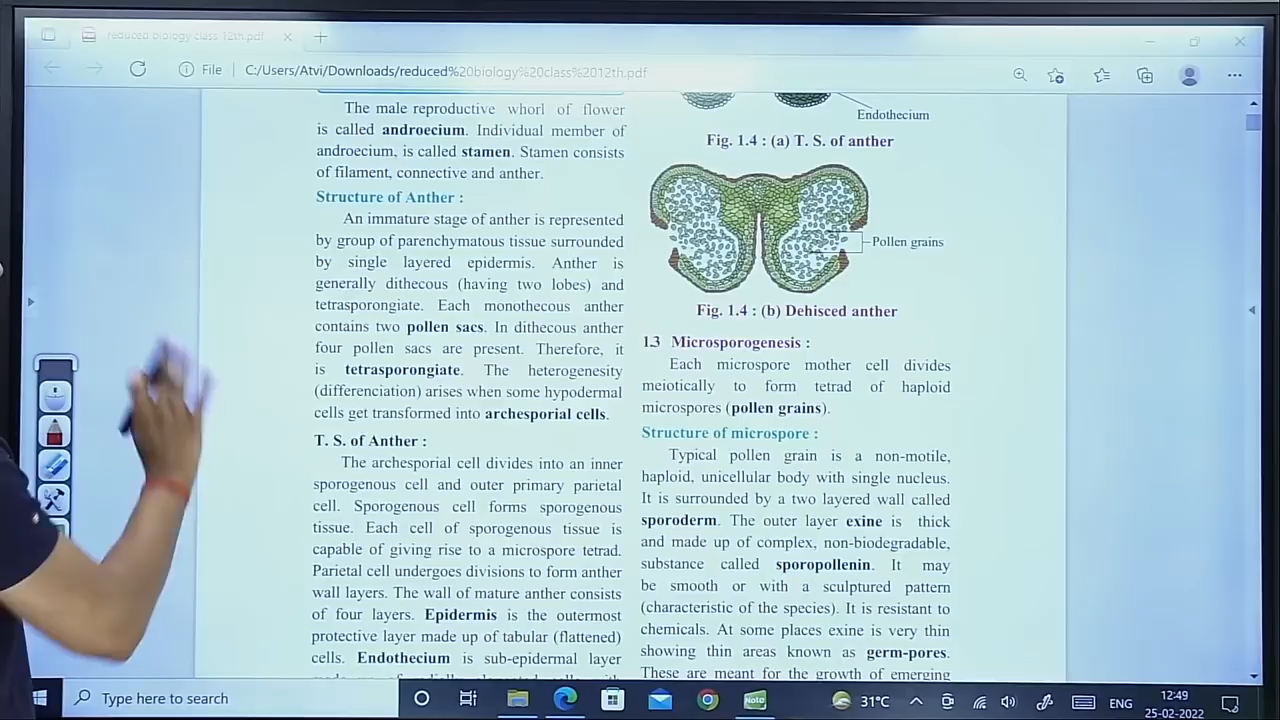 reduced biology class 12th.pdf
File
C:/Users/Atvi/Downloads/reduced%20biology%20class%2012th.pdf
The male reproductive whorl of flower
is called androecium. Individual member of
androecium, is called stamen. Stamen consists
of filament, connective and anther.
Structure of Anther :
An immature stage of anther is represented
by group of parenchymatous tissue surrounded
by single layered epidermis. Anther is
generally dithecous (having two lobes) and
tetrasporongiate. Each monothecous anther
contains two pollen sacs. In dithecous anther
four pollen sacs are present. Therefore, it
is tetrasporongiate. The heterogenesity
(differenciation) arises when some hypodermal
cells get transformed into archesporial cells.
T. S. of Anther :
The archesporial cell divides into an inner
sporogenous cell and outer primary parietal
cell. Sporogenous cell forms sporogenous
tissue. Each cell of sporogenous tissue is
capable of giving rise to a microspore tetrad.
Parietal cell undergoes divisions to form anther
wall layers. The wall of mature anther consists
of four layers. Epidermis is the outermost
protective layer made up of tabular (flattened)
cells. Endothecium is sub-epidermal layer
Endothecium
Fig. 1.4 : (a) T. S. of anther
Pollen grains
Fig. 1.4 : (b) Dehisced anther
1.3 Microsporogenesis :
Each microspore mother cell divides
meiotically to form tetrad of haploid
microspores (pollen grains).
Structure of microspore :
Typical pollen grain is a non-motile,
haploid, unicellular body with single nucleus.
It is surrounded by a two layered wall called
sporoderm. The outer layer exine is thick
and made up of complex, non-biodegradable,
substance called sporopollenin. It may
be smooth or with a sculptured pattern
(characteristic of the species). It is resistant to
chemicals. At some places exine is very thin
showing thin areas known as germ-pores.
These are meant for the growth of emerging
Type here to search
Note
31°C
ENG
12:49
25-02-2022